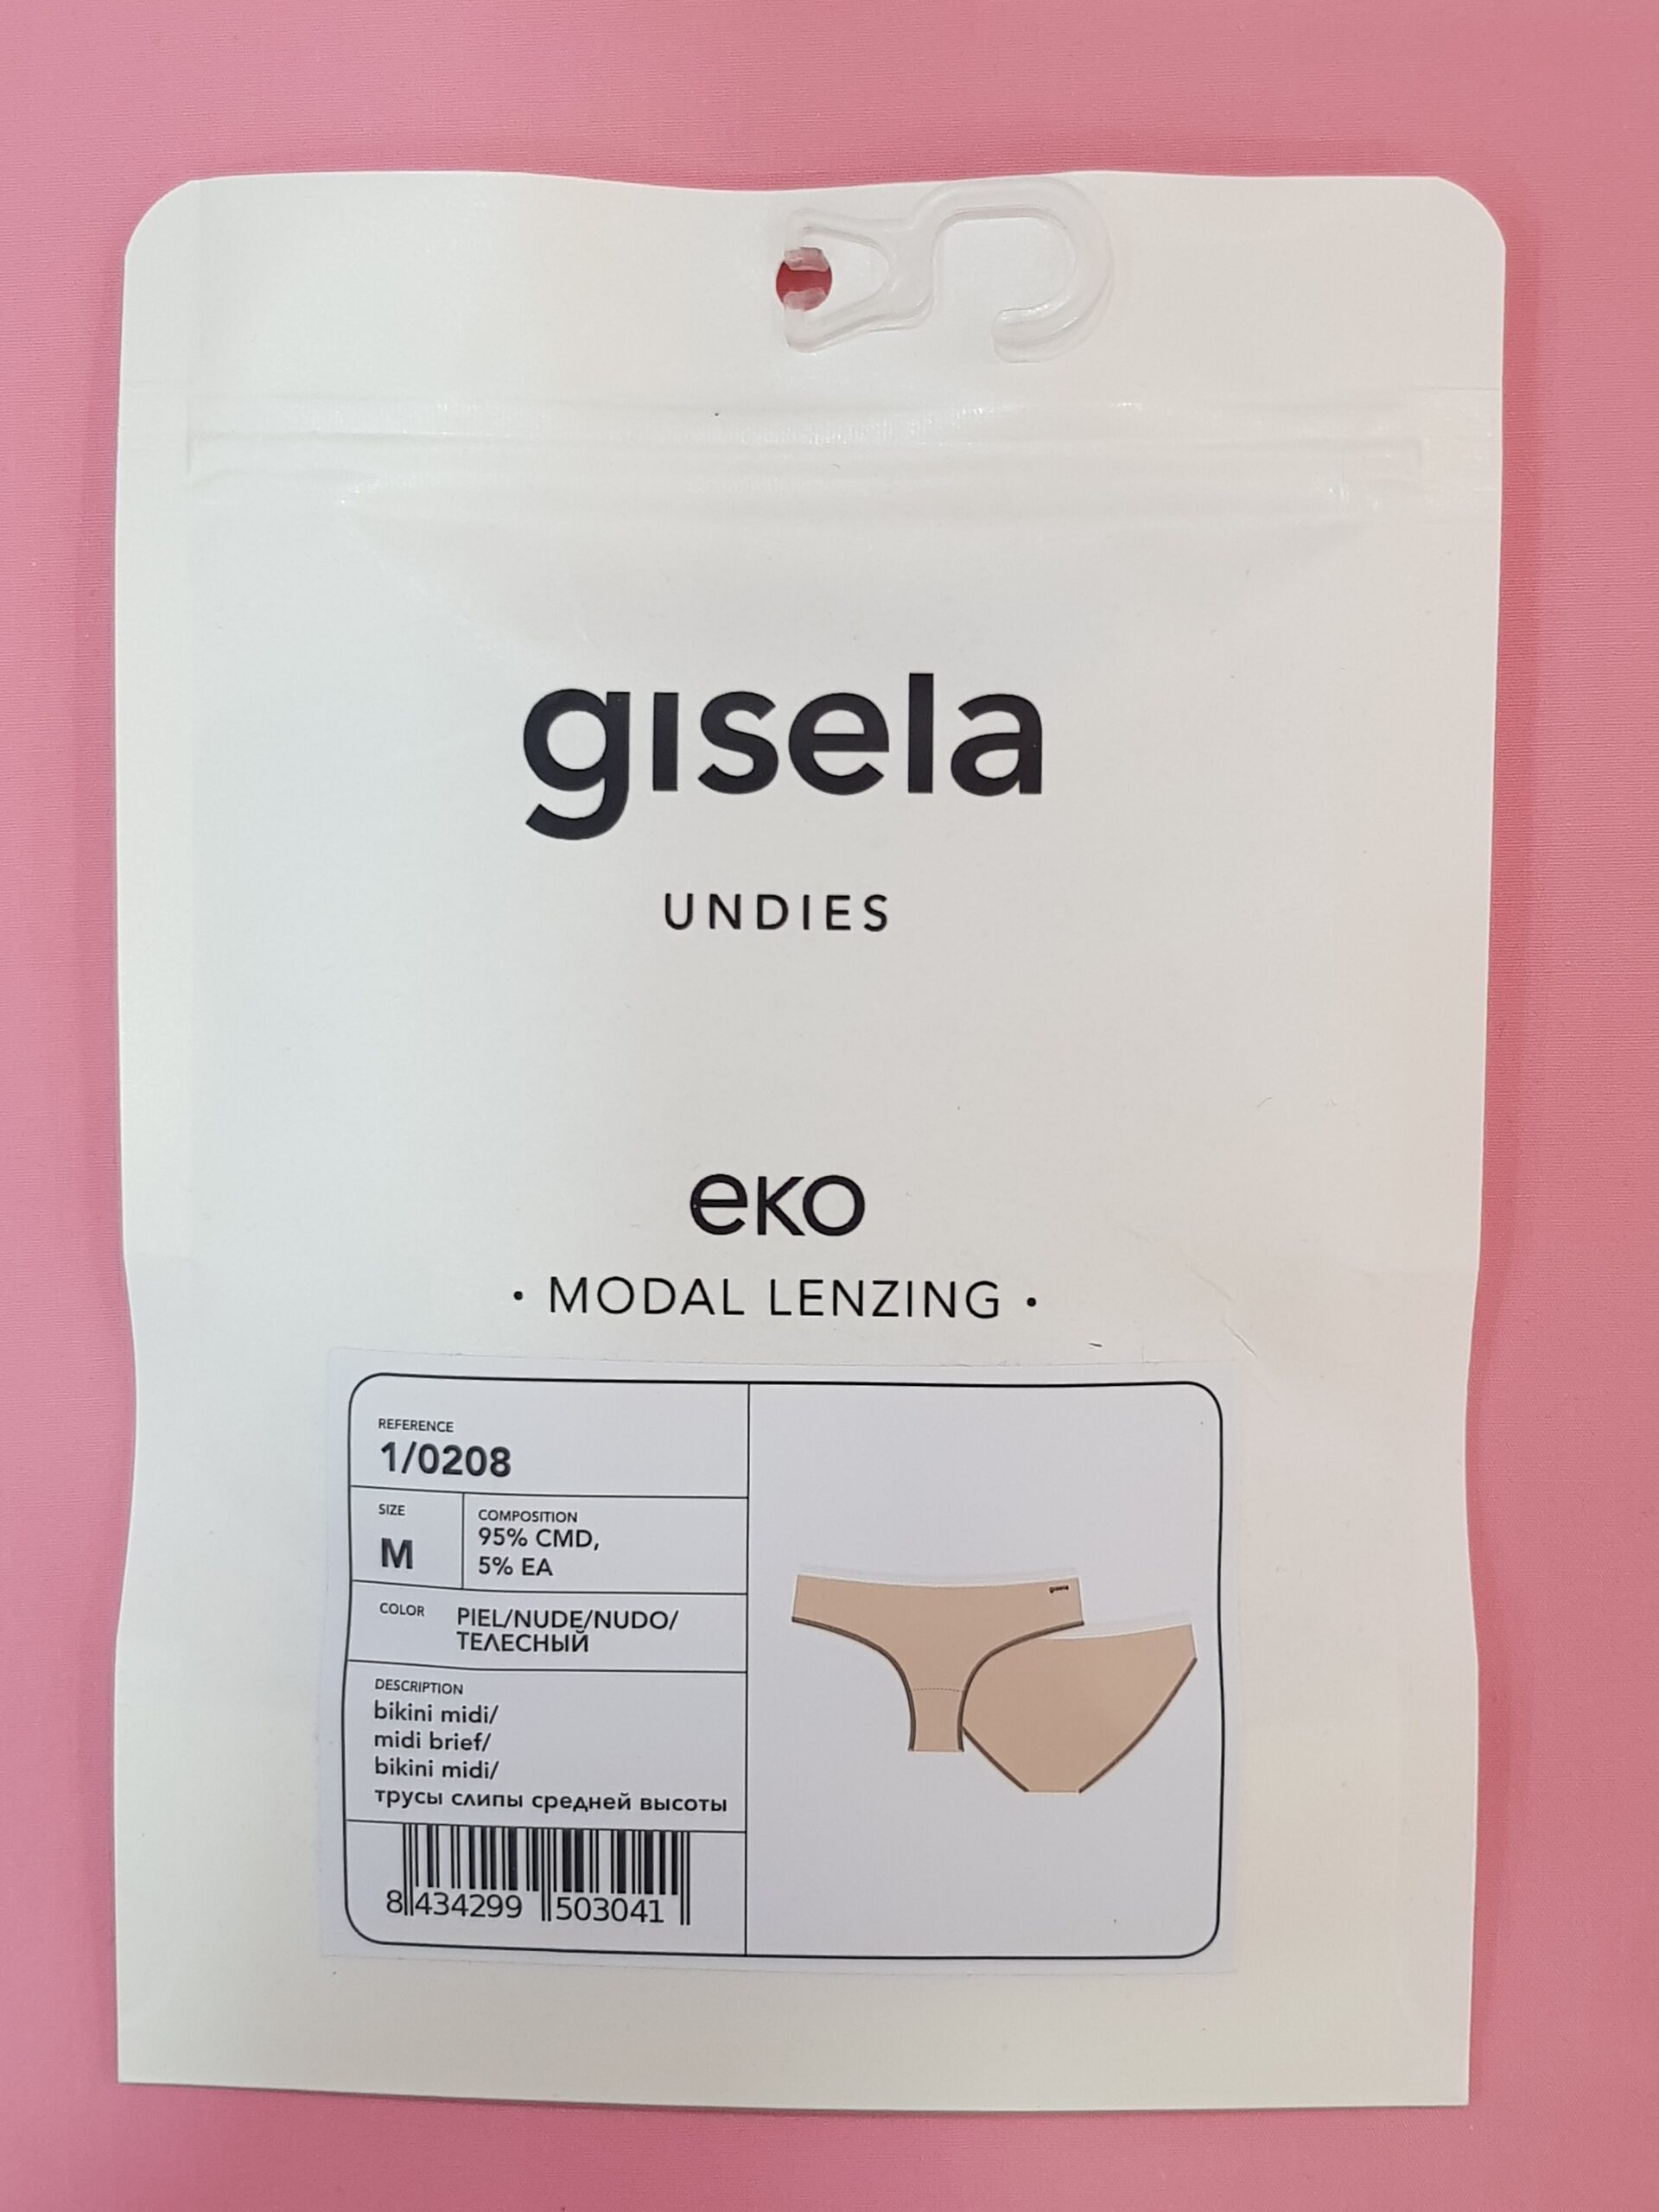 gisela
UNDIES
eko
· MODAL LENZING ·
REFERENCE
1/0208
SIZE
M
COMPOSITION
95% CMD,
5% EA
COLOR
PIEL/NUDE/NUDO/
ТЕЛЕСНЫЙ
DESCRIPTION
bikini midi/
midi brief/
bikini midi/
трусы слипы средней высоты
8 434299 503041
gisela